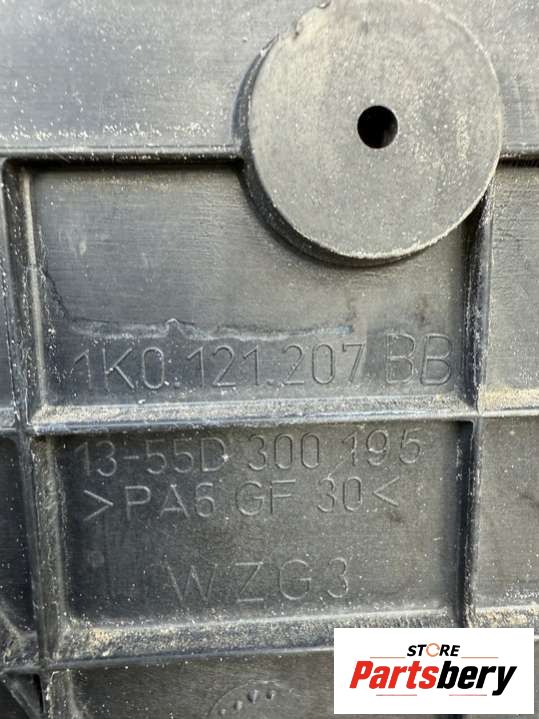 1K0.121.207 BB
13-55D 300 195
>PA6 GF 30<
WZG3
STORE
Partsbery